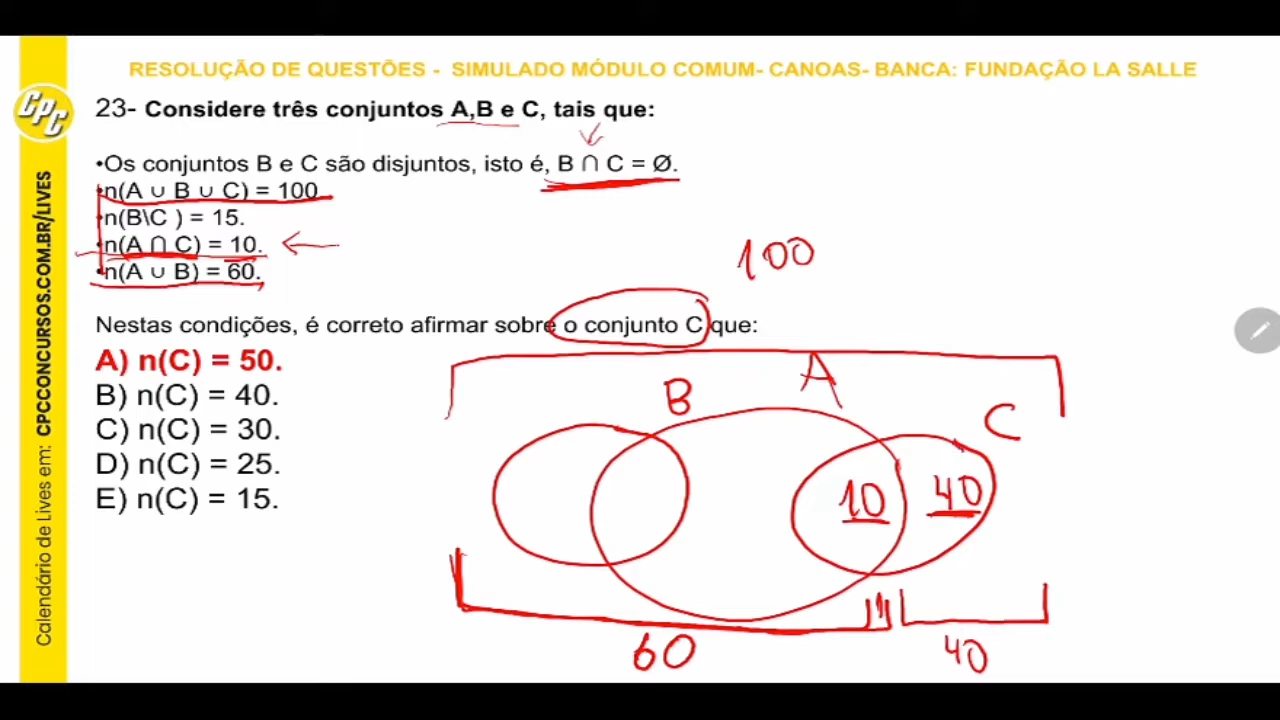 RESOLUÇÃO DE QUESTÕES - SIMULADO MÓDULO COMUM- CANOAS- BANCA: FUNDAÇÃO LA SALLE
CPC
Calendário de Lives em: CPCCONCURSOS.COM.BR/LIVES
23- Considere três conjuntos A,B e C, tais que:
•Os conjuntos B e C são disjuntos, isto é, B ∩ C = Ø.
•n(A ∪ B ∪ C) = 100
•n(B\C ) = 15.
•n(A ∩ C) = 10.
•n(A ∪ B) = 60.
100
Nestas condições, é correto afirmar sobre o conjunto C que:
A) n(C) = 50.
B) n(C) = 40.
C) n(C) = 30.
D) n(C) = 25.
E) n(C) = 15.
B A C
10 40
60 40